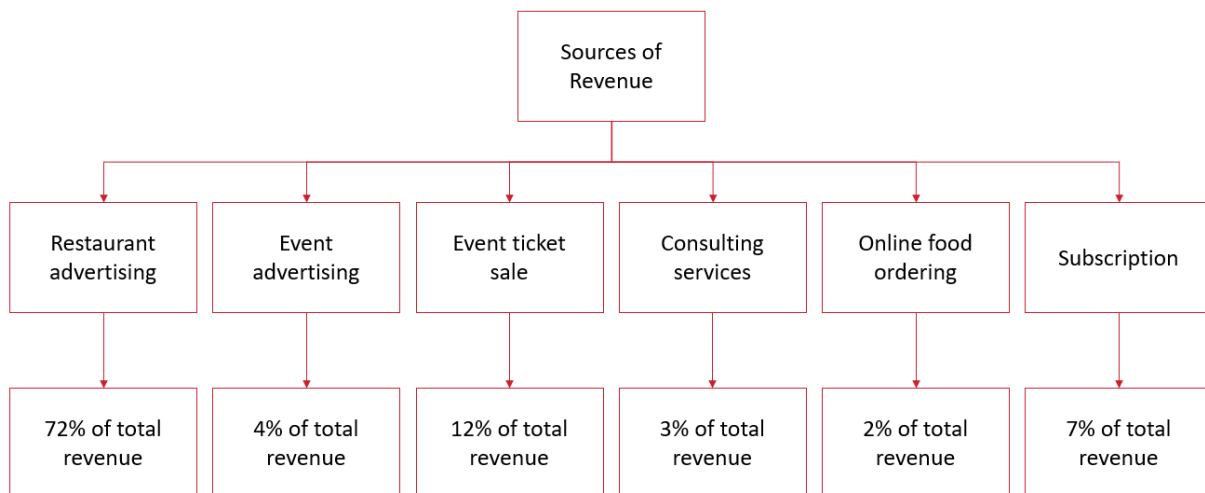 Sources of
Revenue
Restaurant
advertising
Event
advertising
Event ticket
sale
Consulting
services
Online food
ordering
Subscription
72% of total
revenue
4% of total
revenue
12% of total
revenue
3% of total
revenue
2% of total
revenue
7% of total
revenue